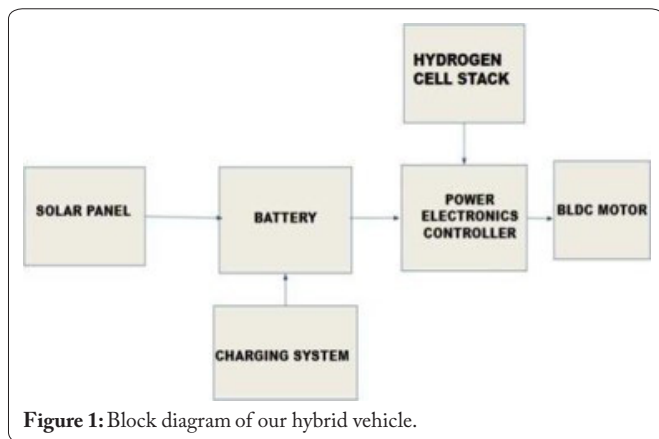 HYDROGEN
CELL STACK
SOLAR PANEL
BATTERY
POWER
ELECTRONICS
CONTROLLER
BLDC MOTOR
CHARGING SYSTEM
Figure 1: Block diagram of our hybrid vehicle.